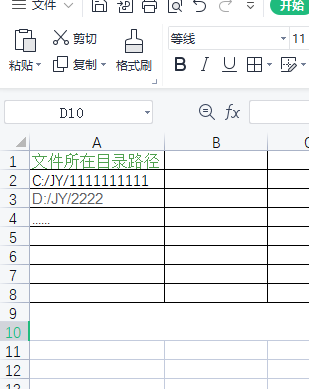 文件
开始
剪切
粘贴
复制
格式刷
等线
11
B I U
D10
fx
A B
1 文件所在目录路径
2 C:/JY/1111111111
3 D:/JY/2222
4 ......
5
6
7
8
9
10
11
12